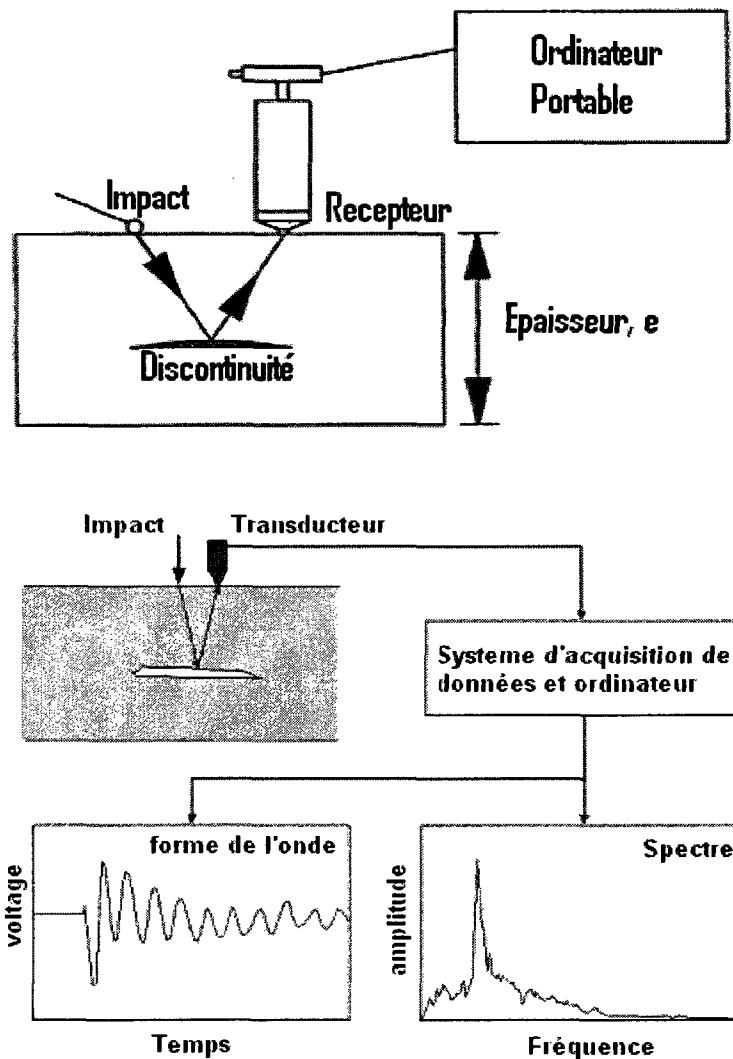 Ordinateur
Portable
Impact
Recepteur
Epaisseur, e
Discontinuité
Impact
Transducteur
Systeme d'acquisition de
données et ordinateur
forme de l'onde
voltage
Temps
Spectre
amplitude
Fréquence